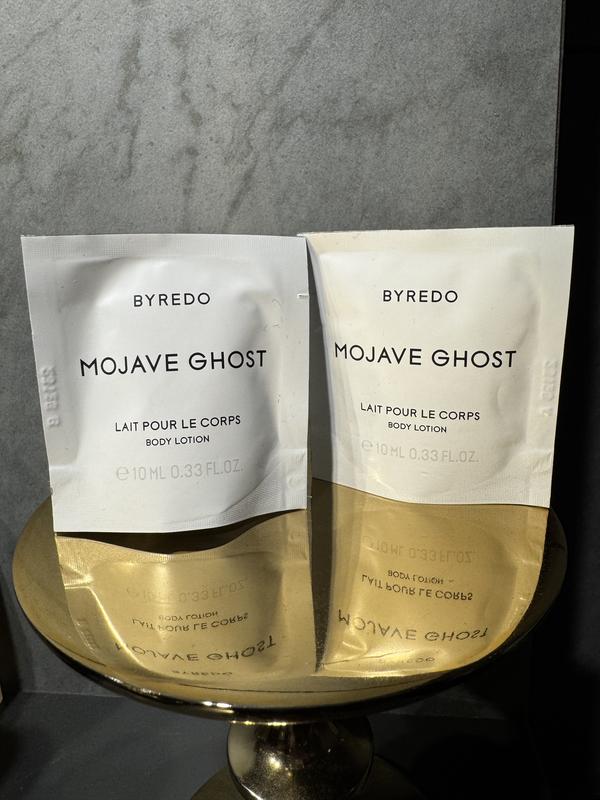 BYREDO
MOJAVE GHOST
LAIT POUR LE CORPS
BODY LOTION
℮ 10 ML 0.33 FL.OZ.
BYREDO
MOJAVE GHOST
LAIT POUR LE CORPS
BODY LOTION
℮ 10 ML 0.33 FL.OZ.